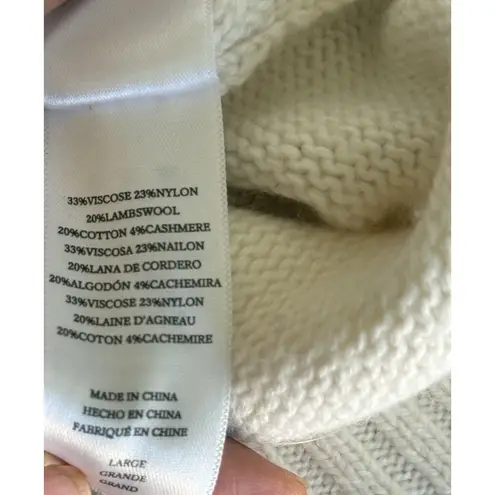 33%VISCOSE 23%NYLON
20%LAMBSWOOL
20%COTTON 4%CASHMERE
33%VISCOSA 23%NAILON
20%LANA DE CORDERO
20%ALGODÓN 4%CACHEMIRA
33%VISCOSE 23%NYLON
20%LAINE D'AGNEAU
20%COTON 4%CACHEMIRE
MADE IN CHINA
HECHO EN CHINA
FABRIQUÉ EN CHINE
LARGE
GRANDE
GRAND